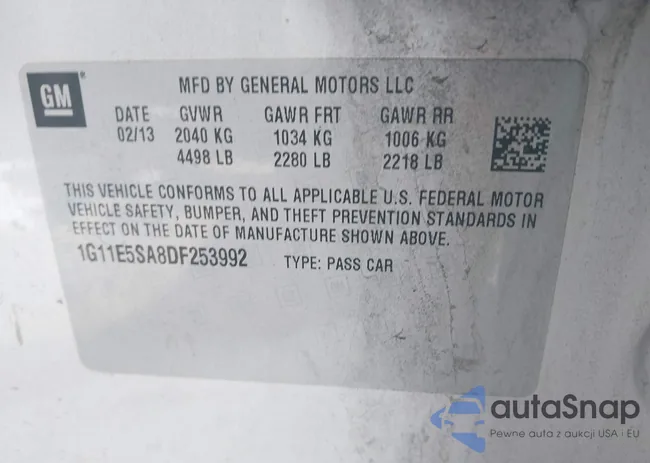 GM
MFD BY GENERAL MOTORS LLC
DATE GVWR GAWR FRT GAWR RR
02/13 2040 KG 1034 KG 1006 KG
4498 LB 2280 LB 2218 LB
THIS VEHICLE CONFORMS TO ALL APPLICABLE U.S. FEDERAL MOTOR
VEHICLE SAFETY, BUMPER, AND THEFT PREVENTION STANDARDS IN
EFFECT ON THE DATE OF MANUFACTURE SHOWN ABOVE.
1G11E5SA8DF253992 TYPE: PASS CAR
autaSnap
Pewne auta z aukcji USA i EU